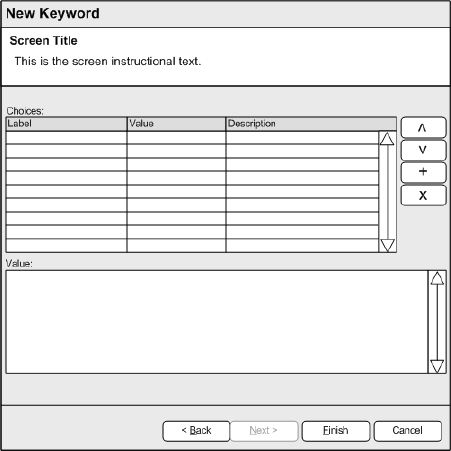 New Keyword
Screen Title
This is the screen instructional text.
Choices:
Label Value Description
Λ
V
+
X
Value:
< Back Next > Finish Cancel